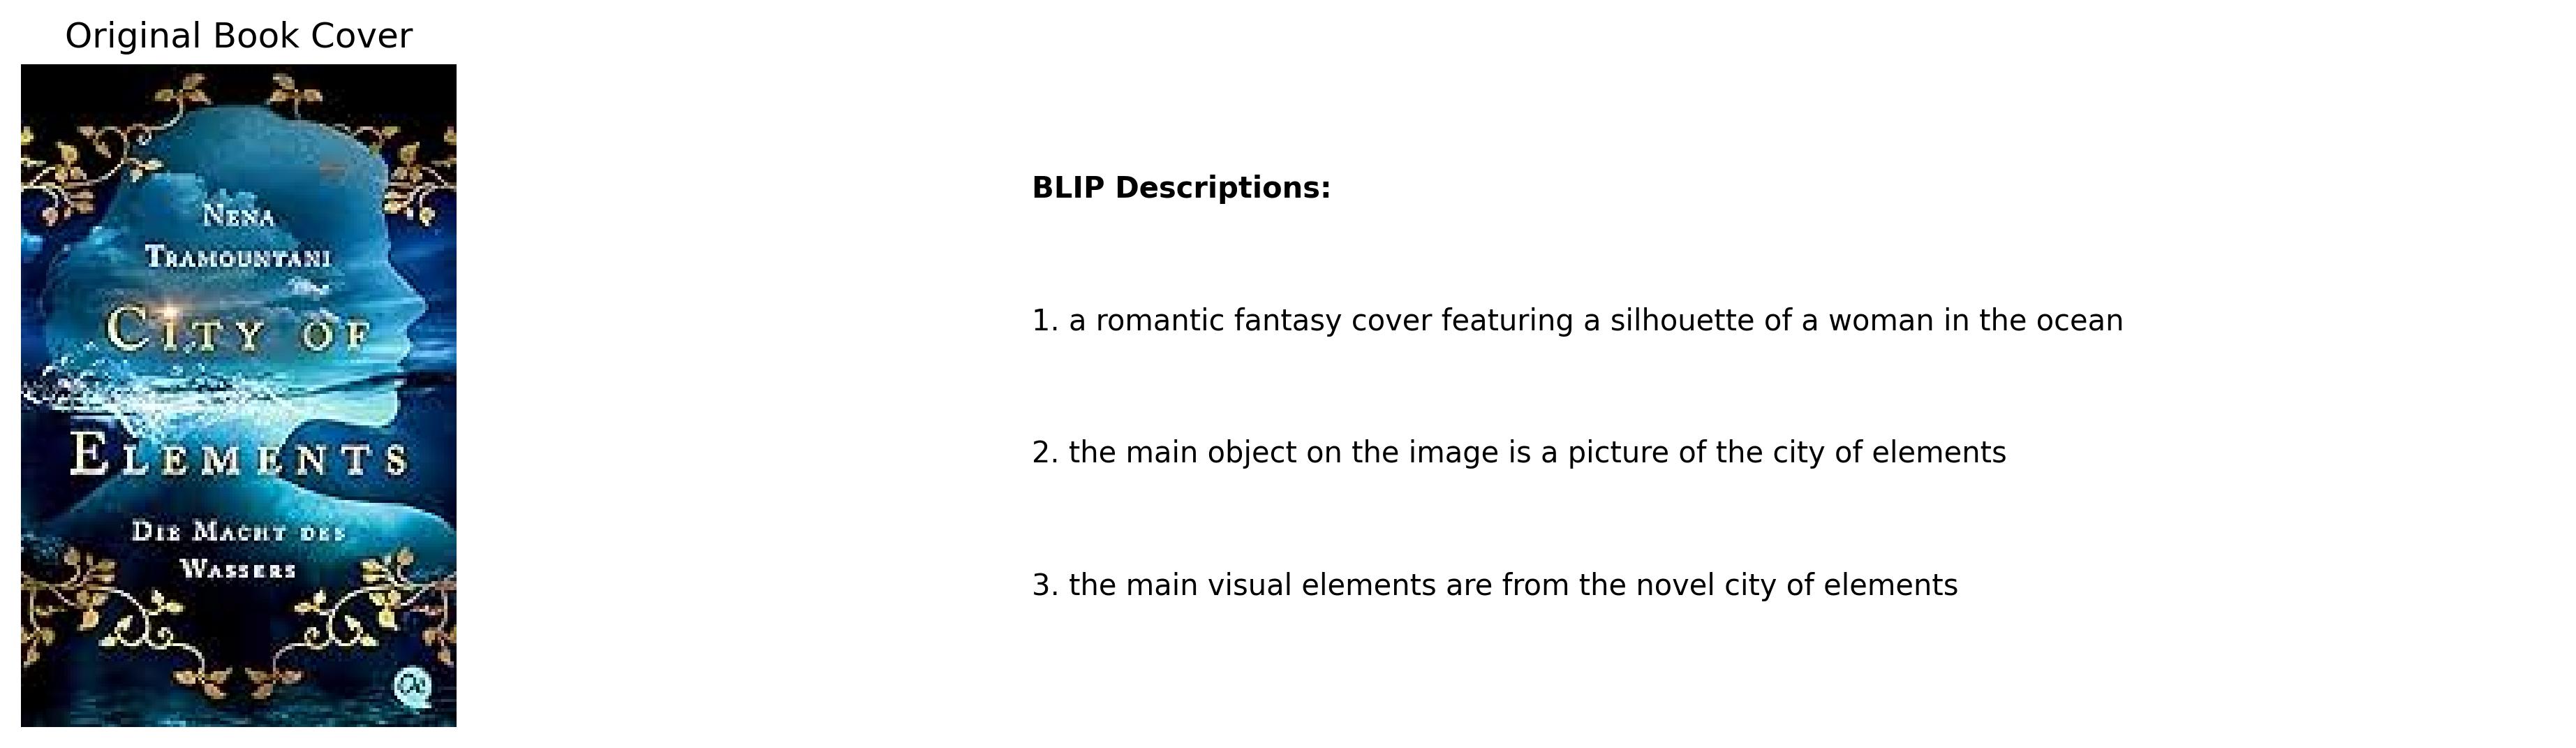 Original Book Cover
NENA
TRAMOUNTANI
CITY OF
ELEMENTS
DIE MACHT DES
WASSERS
Oe
BLIP Descriptions:
1. a romantic fantasy cover featuring a silhouette of a woman in the ocean
2. the main object on the image is a picture of the city of elements
3. the main visual elements are from the novel city of elements